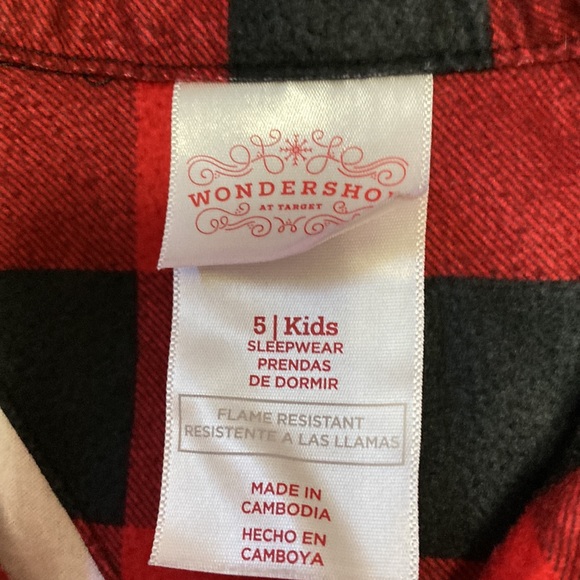 WONDERSHOP
AT TARGET
5 | Kids
SLEEPWEAR
PRENDAS
DE DORMIR
FLAME RESISTANT
RESISTENTE A LAS LLAMAS
MADE IN
CAMBODIA
HECHO EN
CAMBOYA